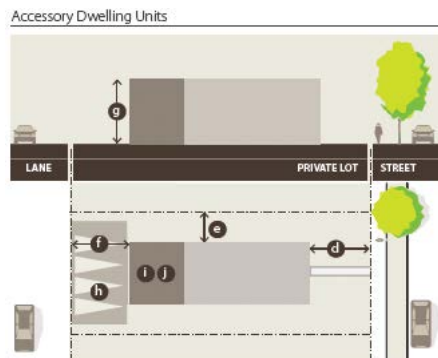 Accessory Dwelling Units
g
LANE PRIVATE LOT STREET
e
f d
i j
h